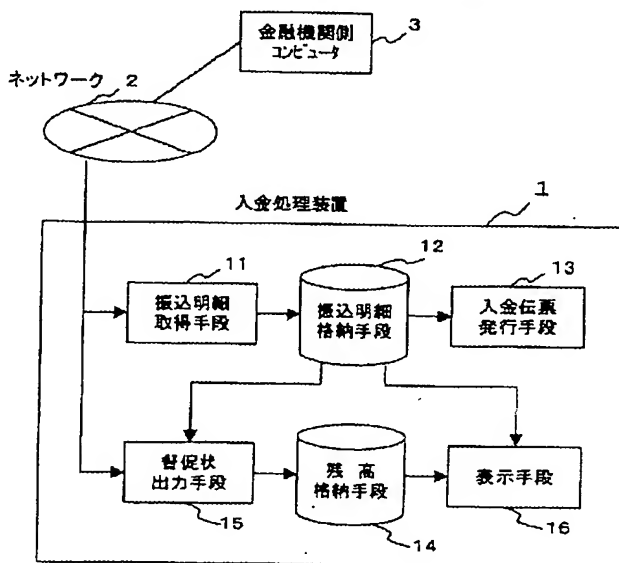 金融機関側
コンピュータ
3
ネットワーク
2
入金処理装置
1
11
振込明細
取得手段
12
振込明細
格納手段
13
入金伝票
発行手段
督促状
出力手段
15
残高
格納手段
14
表示手段
16